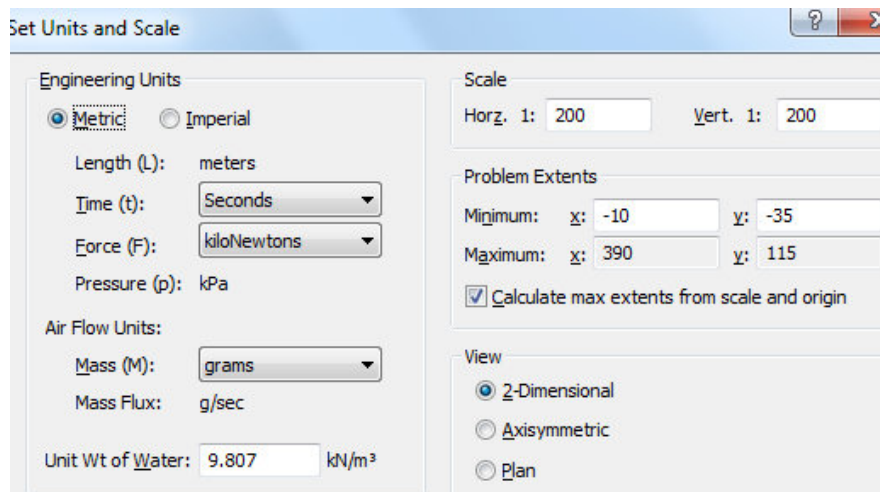 Set Units and Scale
?
Engineering Units
Metric
Imperial
Length (L): meters
Time (t): Seconds
Force (F): kiloNewtons
Pressure (p): kPa
Air Flow Units:
Mass (M): grams
Mass Flux: g/sec
Unit Wt of Water: 9.807 kN/m³
Scale
Horz. 1: 200 Vert. 1: 200
Problem Extents
Minimum: x: -10 y: -35
Maximum: x: 390 y: 115
Calculate max extents from scale and origin
View
2-Dimensional
Axisymmetric
Plan